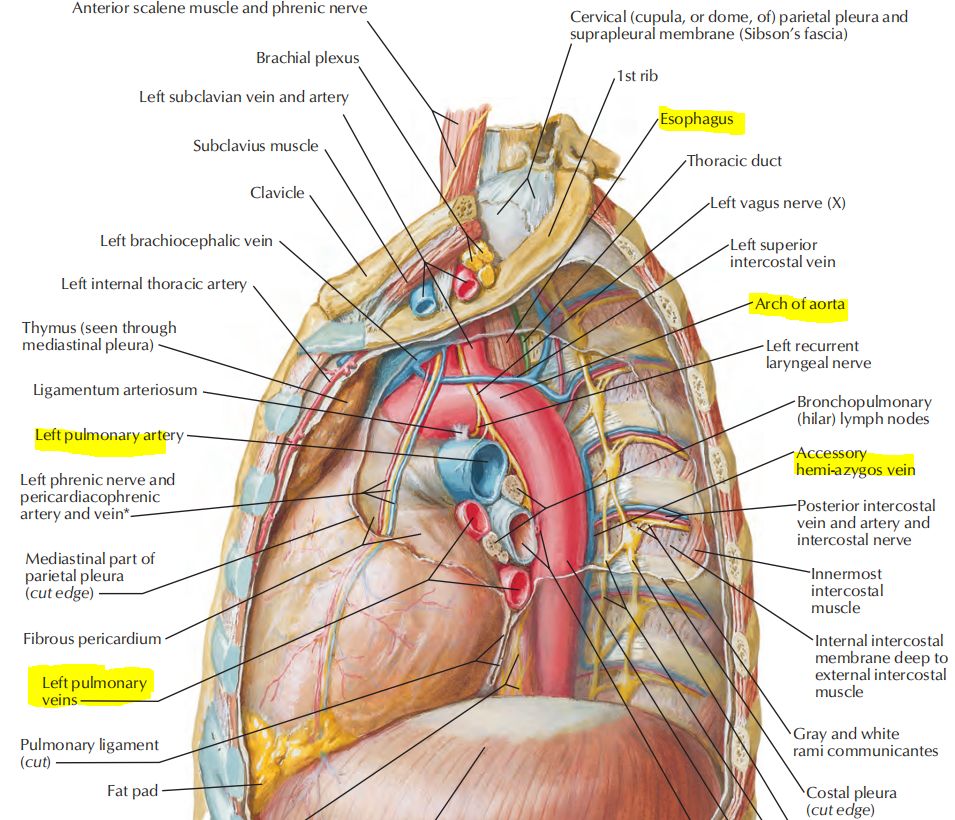 Anterior scalene muscle and phrenic nerve
Brachial plexus
Left subclavian vein and artery
Subclavius muscle
Clavicle
Left brachiocephalic vein
Left internal thoracic artery
Thymus (seen through
mediastinal pleura)
Ligamentum arteriosum
Left pulmonary artery
Left phrenic nerve and
pericardiacophrenic
artery and vein*
Mediastinal part of
parietal pleura
(cut edge)
Fibrous pericardium
Left pulmonary
veins
Pulmonary ligament
(cut)
Fat pad
Cervical (cupula, or dome, of) parietal pleura and
suprapleural membrane (Sibson's fascia)
1st rib
Esophagus
Thoracic duct
Left vagus nerve (X)
Left superior
intercostal vein
Arch of aorta
Left recurrent
laryngeal nerve
Bronchopulmonary
(hilar) lymph nodes
Accessory
hemi-azygos vein
Posterior intercostal
vein and artery and
intercostal nerve
Innermost
intercostal
muscle
Internal intercostal
membrane deep to
external intercostal
muscle
Gray and white
rami communicantes
Costal pleura
(cut edge)